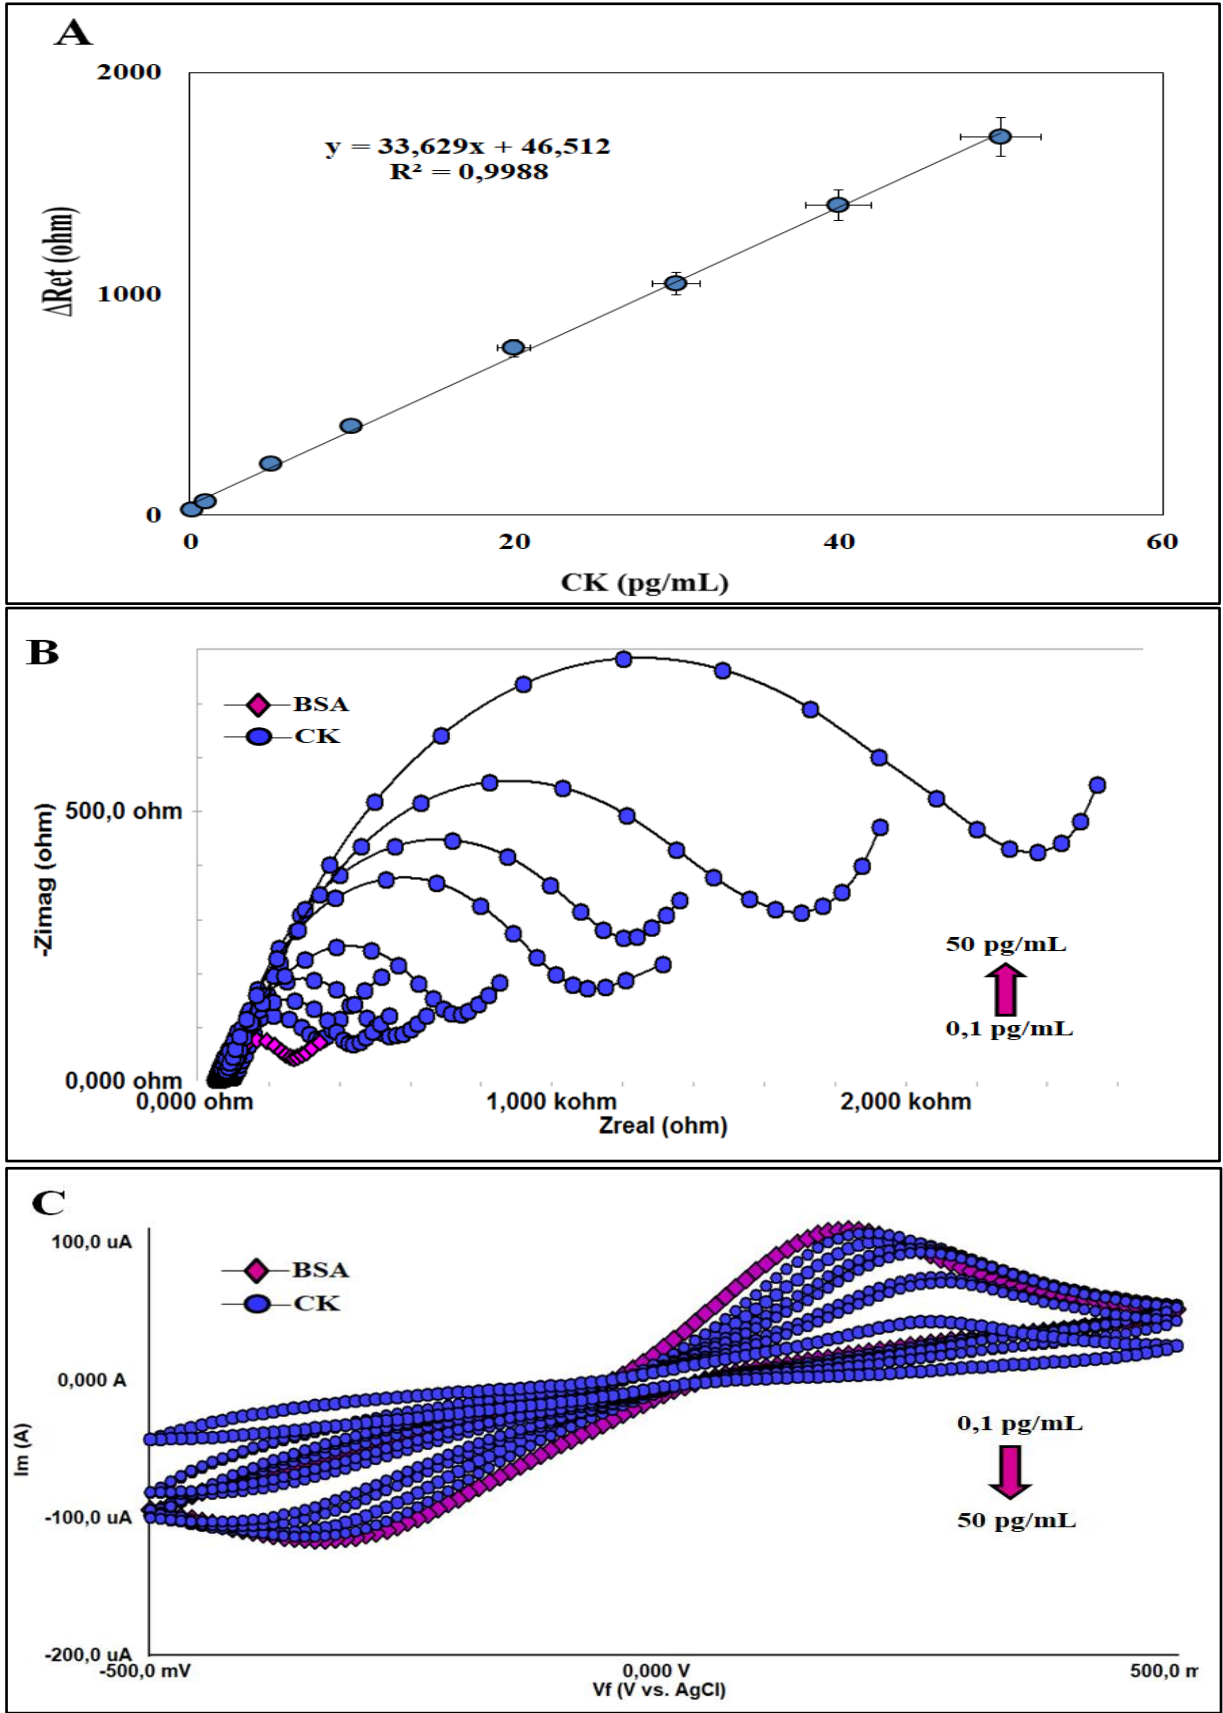 A
2000
y = 33,629x + 46,512
R² = 0,9988
ΔRet (ohm)
1000
0
0 20 40 60
CK (pg/mL)
B
BSA
CK
-Zimag (ohm)
500,0 ohm
50 pg/mL
0,1 pg/mL
0,000 ohm
0,000 ohm 1,000 kohm 2,000 kohm
Zreal (ohm)
C
100,0 uA
BSA
CK
0,000 A
Im (A)
0,1 pg/mL
50 pg/mL
-100,0 uA
-200,0 uA
-500,0 mV 0,000 V 500,0 m
Vf (V vs. AgCl)